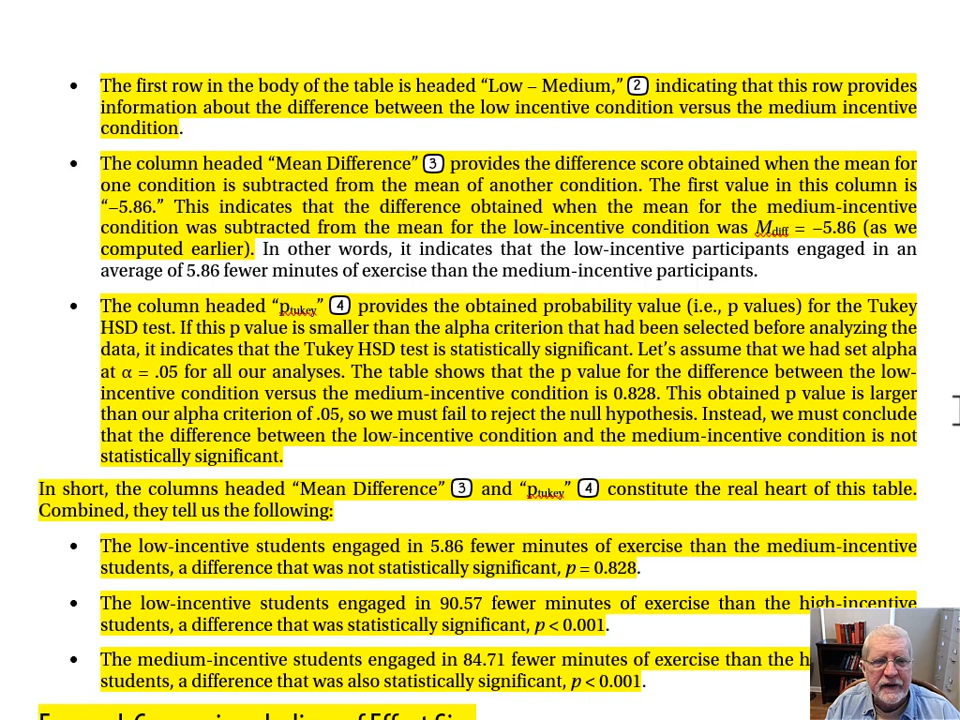 • The first row in the body of the table is headed “Low – Medium,” 2 indicating that this row provides
information about the difference between the low incentive condition versus the medium incentive
condition.
• The column headed “Mean Difference” 3 provides the difference score obtained when the mean for
one condition is subtracted from the mean of another condition. The first value in this column is
“–5.86.” This indicates that the difference obtained when the mean for the medium-incentive
condition was subtracted from the mean for the low-incentive condition was Mdiff = –5.86 (as we
computed earlier). In other words, it indicates that the low-incentive participants engaged in an
average of 5.86 fewer minutes of exercise than the medium-incentive participants.
• The column headed “ptukey” 4 provides the obtained probability value (i.e., p values) for the Tukey
HSD test. If this p value is smaller than the alpha criterion that had been selected before analyzing the
data, it indicates that the Tukey HSD test is statistically significant. Let’s assume that we had set alpha
at α = .05 for all our analyses. The table shows that the p value for the difference between the low-
incentive condition versus the medium-incentive condition is 0.828. This obtained p value is larger
than our alpha criterion of .05, so we must fail to reject the null hypothesis. Instead, we must conclude
that the difference between the low-incentive condition and the medium-incentive condition is not
statistically significant.
In short, the columns headed “Mean Difference” 3 and “ptukey” 4 constitute the real heart of this table.
Combined, they tell us the following:
• The low-incentive students engaged in 5.86 fewer minutes of exercise than the medium-incentive
students, a difference that was not statistically significant, p = 0.828.
• The low-incentive students engaged in 90.57 fewer minutes of exercise than the high-incentive
students, a difference that was statistically significant, p < 0.001.
• The medium-incentive students engaged in 84.71 fewer minutes of exercise than the h
students, a difference that was also statistically significant, p < 0.001.